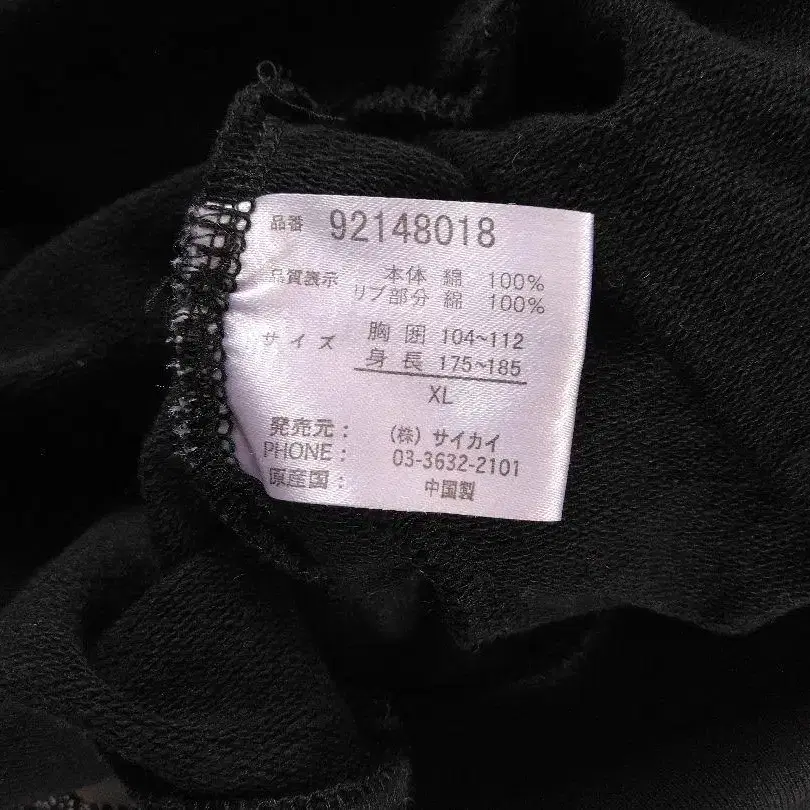 品番 92148018
品質表示 本体 綿 100%
リブ部分 綿 100%
サイズ 胸囲 104~112
身長 175~185
XL
発売元: (株) サイカイ
PHONE: 03-3632-2101
原産国: 中国製